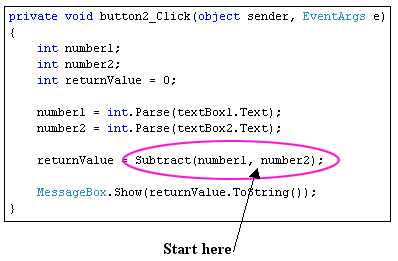 private void button2_Click(object sender, EventArgs e)
{
int number1;
int number2;
int returnValue = 0;
number1 = int.Parse(textBox1.Text);
number2 = int.Parse(textBox2.Text);
returnValue = Subtract(number1, number2);
MessageBox.Show(returnValue.ToString());
}
Start here